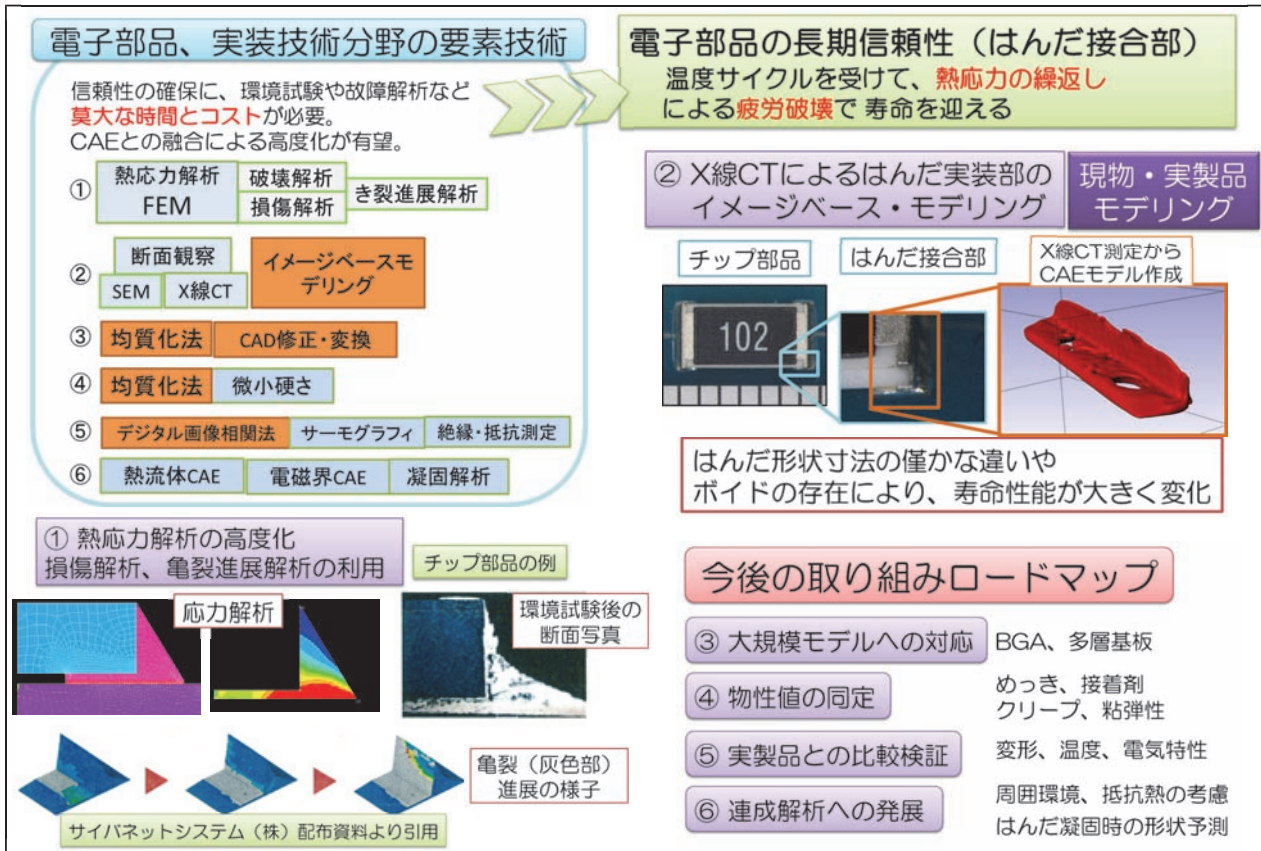 電子部品、実装技術分野の要素技術
信頼性の確保に、環境試験や故障解析など
莫大な時間とコストが必要。
CAEとの融合による高度化が有望。
①
熱応力解析
FEM
破壊解析
損傷解析
き裂進展解析
②
断面観察
SEM
X線CT
イメージベースモ
デリング
③
均質化法
CAD修正・変換
④
均質化法
微小硬さ
⑤
デジタル画像相関法
サーモグラフィ
絶縁・抵抗測定
⑥
熱流体CAE
電磁界CAE
凝固解析
電子部品の長期信頼性（はんだ接合部）
温度サイクルを受けて、熱応力の繰返し
による疲労破壊で 寿命を迎える
② X線CTによるはんだ実装部の
イメージベース・モデリング
現物・実製品
モデリング
チップ部品
はんだ接合部
X線CT測定から
CAEモデル作成
102
はんだ形状寸法の僅かな違いや
ボイドの存在により、寿命性能が大きく変化
① 熱応力解析の高度化
損傷解析、亀裂進展解析の利用
チップ部品の例
応力解析
環境試験後の
断面写真
亀裂（灰色部）
進展の様子
サイバネットシステム（株）配布資料より引用
今後の取り組みロードマップ
③ 大規模モデルへの対応
BGA、多層基板
④ 物性値の同定
めっき、接着剤
クリープ、粘弾性
⑤ 実製品との比較検証
変形、温度、電気特性
⑥ 連成解析への発展
周囲環境、抵抗熱の考慮
はんだ凝固時の形状予測